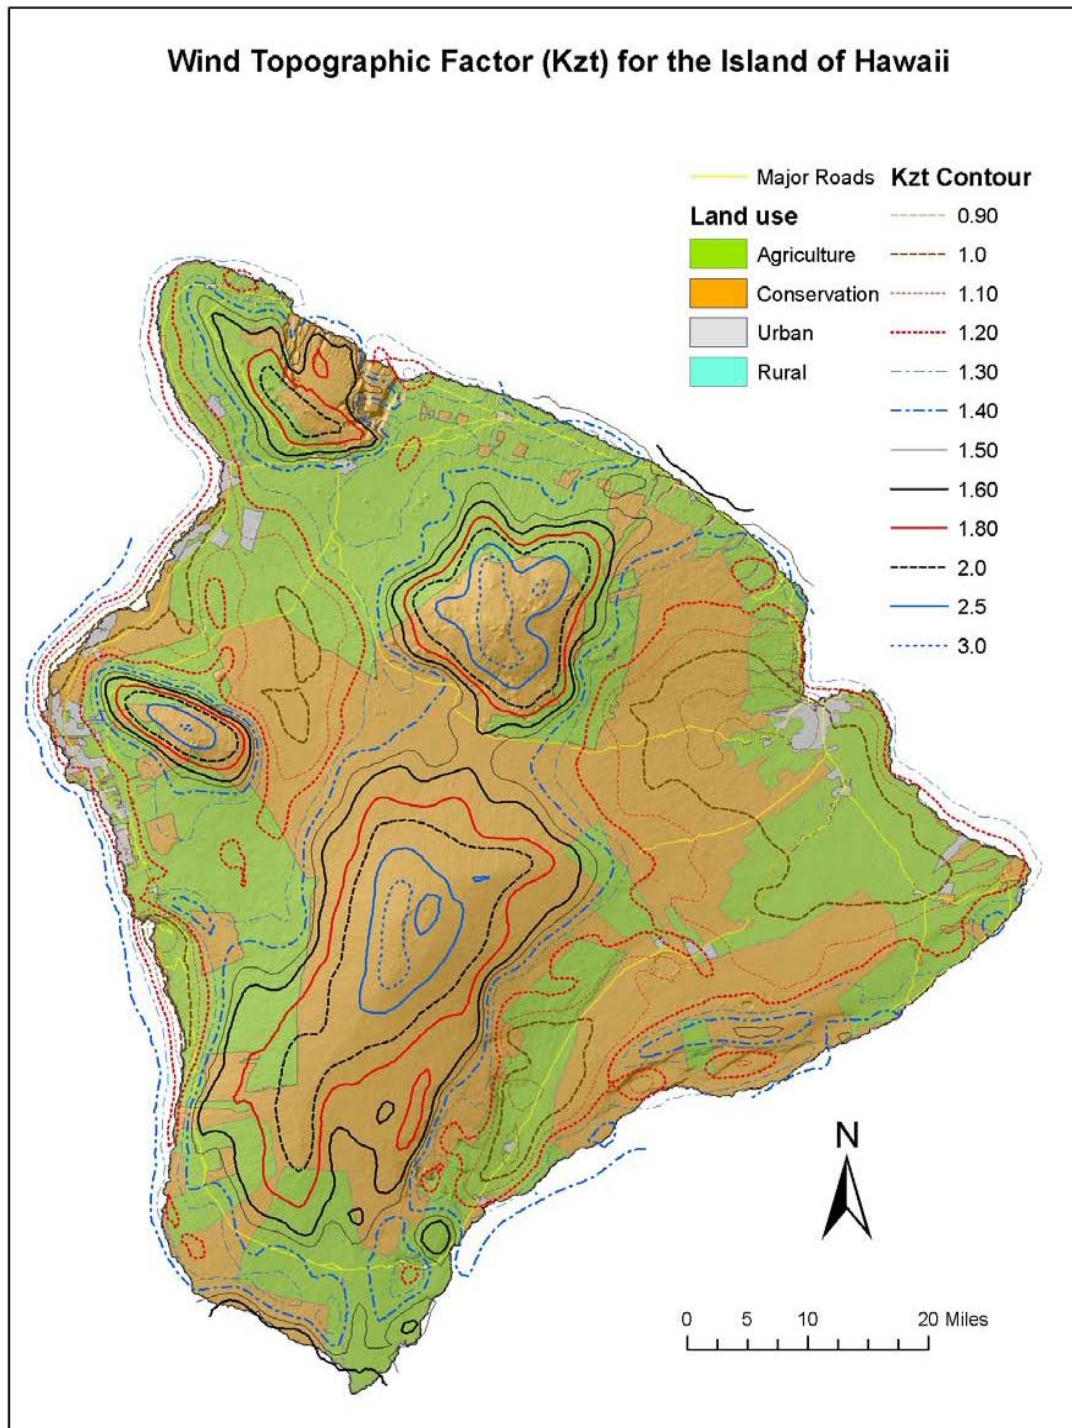 Wind Topographic Factor (Kzt) for the Island of Hawaii
Major Roads
Land use
Agriculture
Conservation
Urban
Rural
Kzt Contour
0.90
1.0
1.10
1.20
1.30
1.40
1.50
1.60
1.80
2.0
2.5
3.0
N
0 5 10 20 Miles